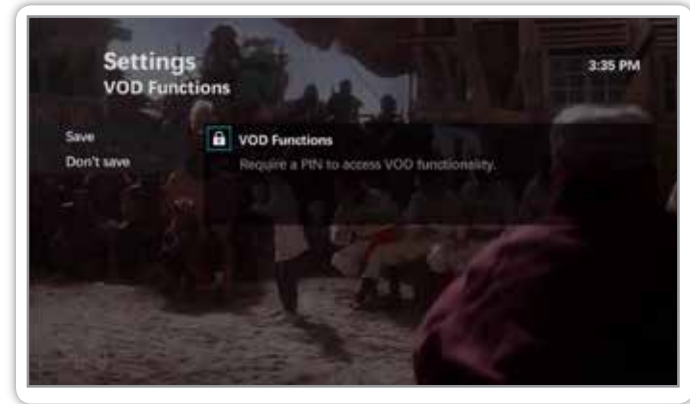 Settings
VOD Functions
3:35 PM
Save
Don't save
VOD Functions
Require a PIN to access VOD functionality.